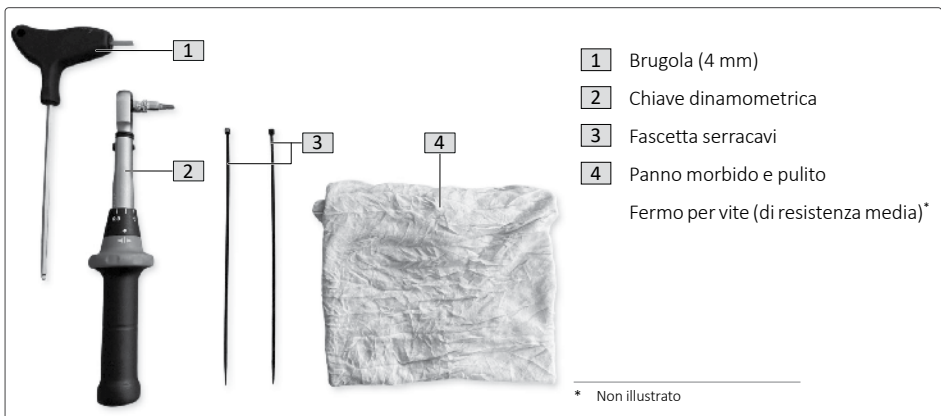 1
2
3
4
1 Brugola (4 mm)
2 Chiave dinamometrica
3 Fascetta serracavi
4 Panno morbido e pulito
Fermo per vite (di resistenza media)*
* Non illustrato